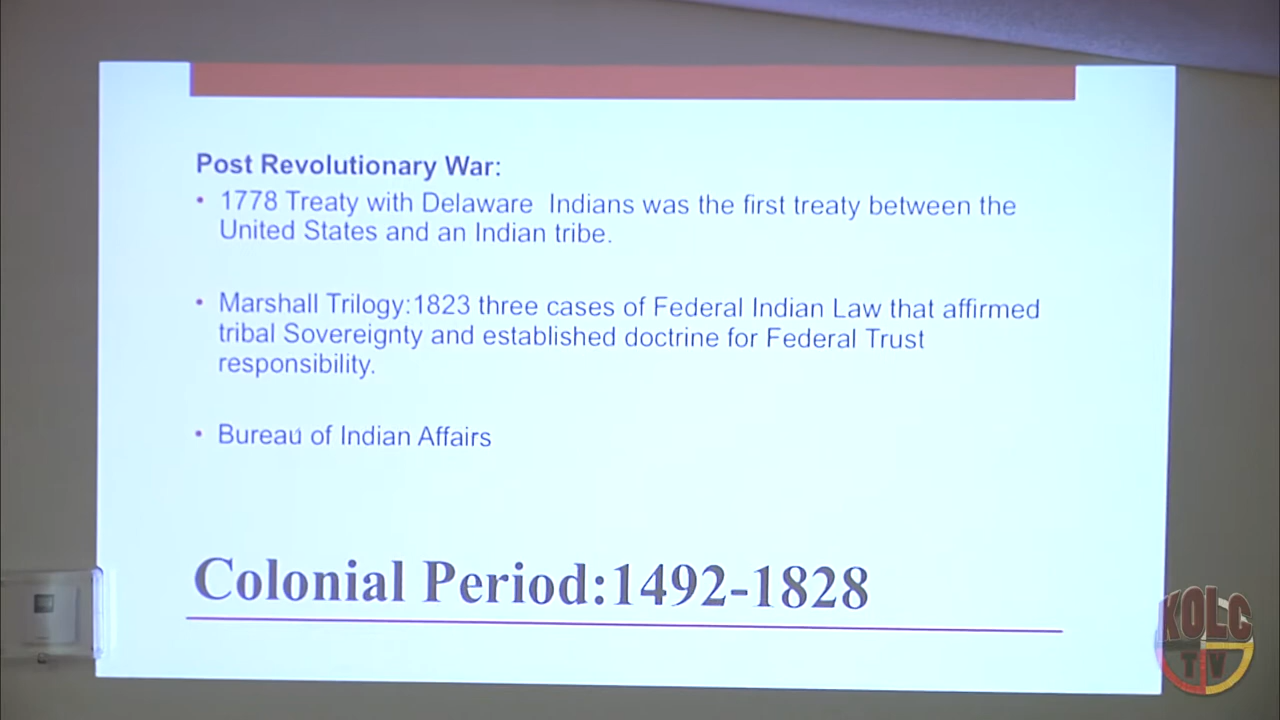 Post Revolutionary War:
• 1778 Treaty with Delaware Indians was the first treaty between the
United States and an Indian tribe.
• Marshall Trilogy:1823 three cases of Federal Indian Law that affirmed
tribal Sovereignty and established doctrine for Federal Trust
responsibility.
• Bureau of Indian Affairs
Colonial Period:1492-1828
KOLC
TV